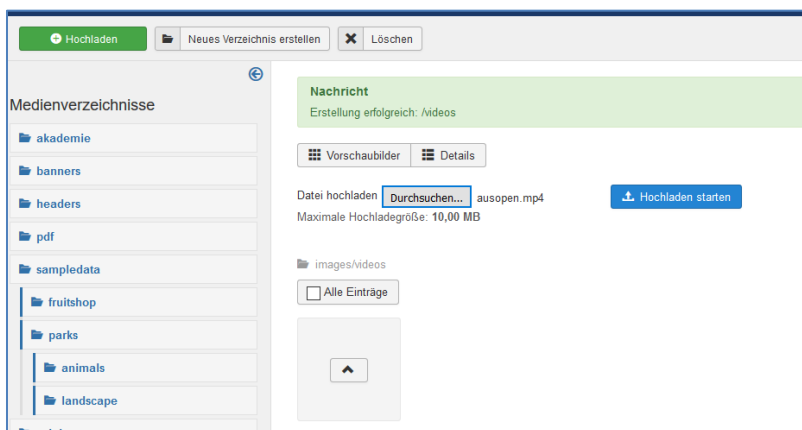 Hochladen
Neues Verzeichnis erstellen
Löschen
Medienverzeichnisse
akademie
banners
headers
pdf
sampledata
fruitshop
parks
animals
landscape
Nachricht
Erstellung erfolgreich: /videos
Vorschaubilder
Details
Datei hochladen Durchsuchen... ausopen.mp4 Hochladen starten
Maximale Hochladegröße: 10,00 MB
images/videos
Alle Einträge